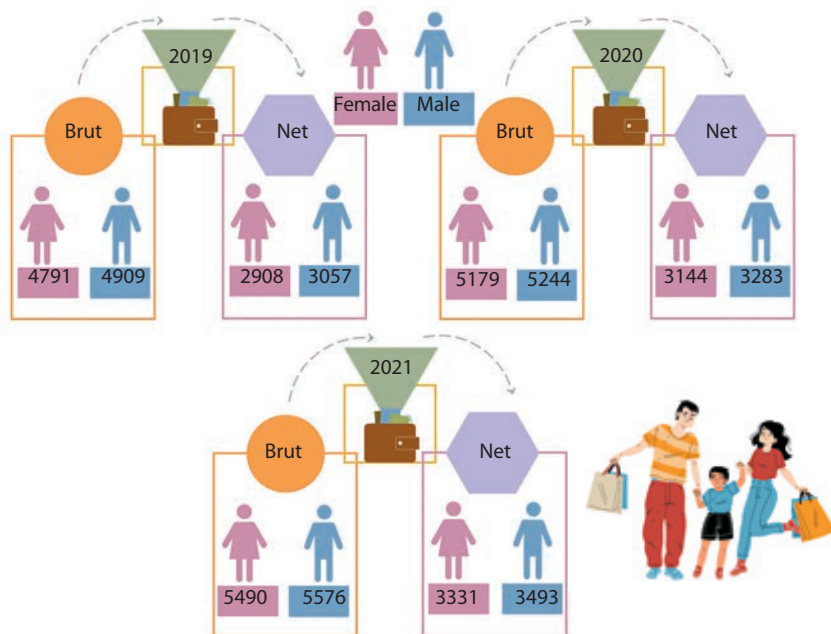 2019
Female Male
2020
Brut
Net
Brut
Net
4791 4909
2908 3057
5179 5244
3144 3283
2021
Brut
Net
5490 5576
3331 3493